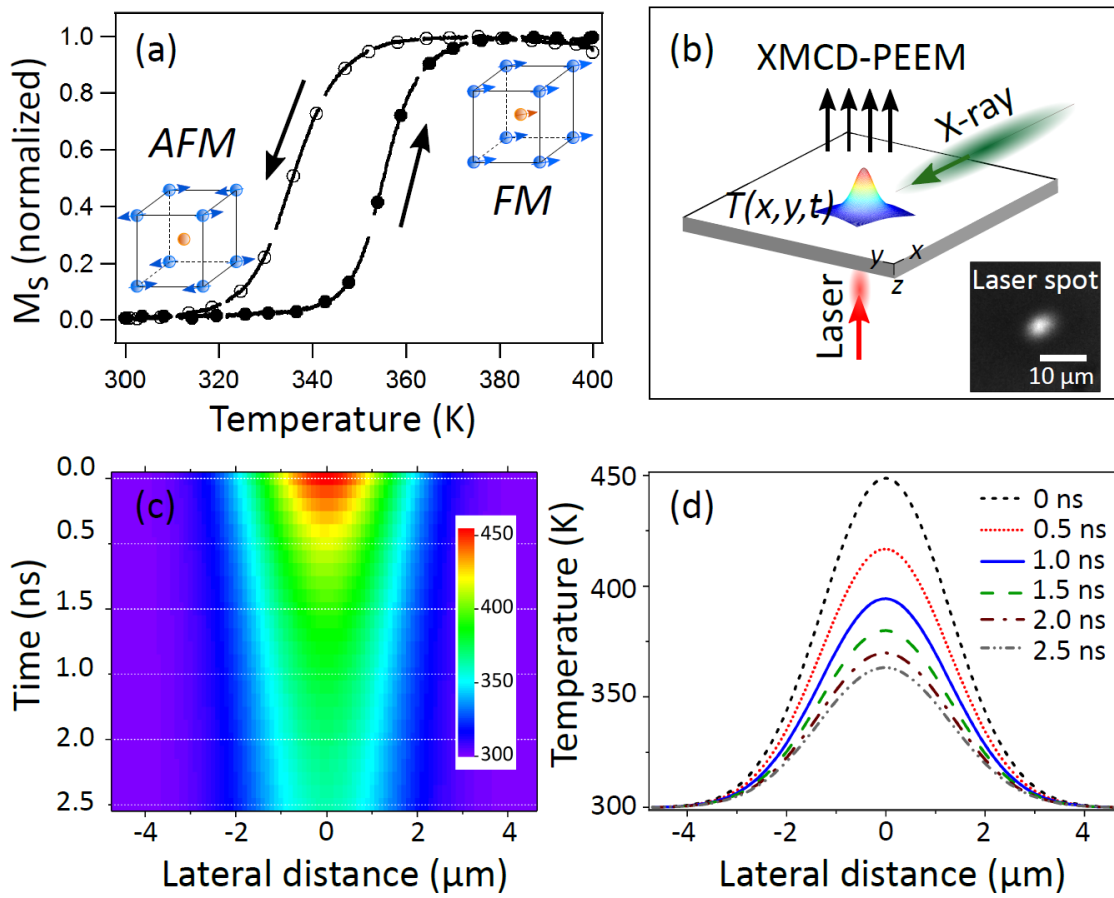 (a)
M_S (normalized)
1.0
0.8
0.6
0.4
0.2
0.0
AFM
FM
300
320
340
360
380
400
Temperature (K)
(b)
XMCD-PEEM
X-ray
T(x,y,t)
y
x
z
Laser
Laser spot
10 μm
(c)
Time (ns)
0.0
0.5
1.5
1.0
2.0
2.5
450
400
350
300
-4
-2
0
2
4
Lateral distance (μm)
(d)
Temperature (K)
450
400
350
300
0 ns
0.5 ns
1.0 ns
1.5 ns
2.0 ns
2.5 ns
-4
-2
0
2
4
Lateral distance (μm)